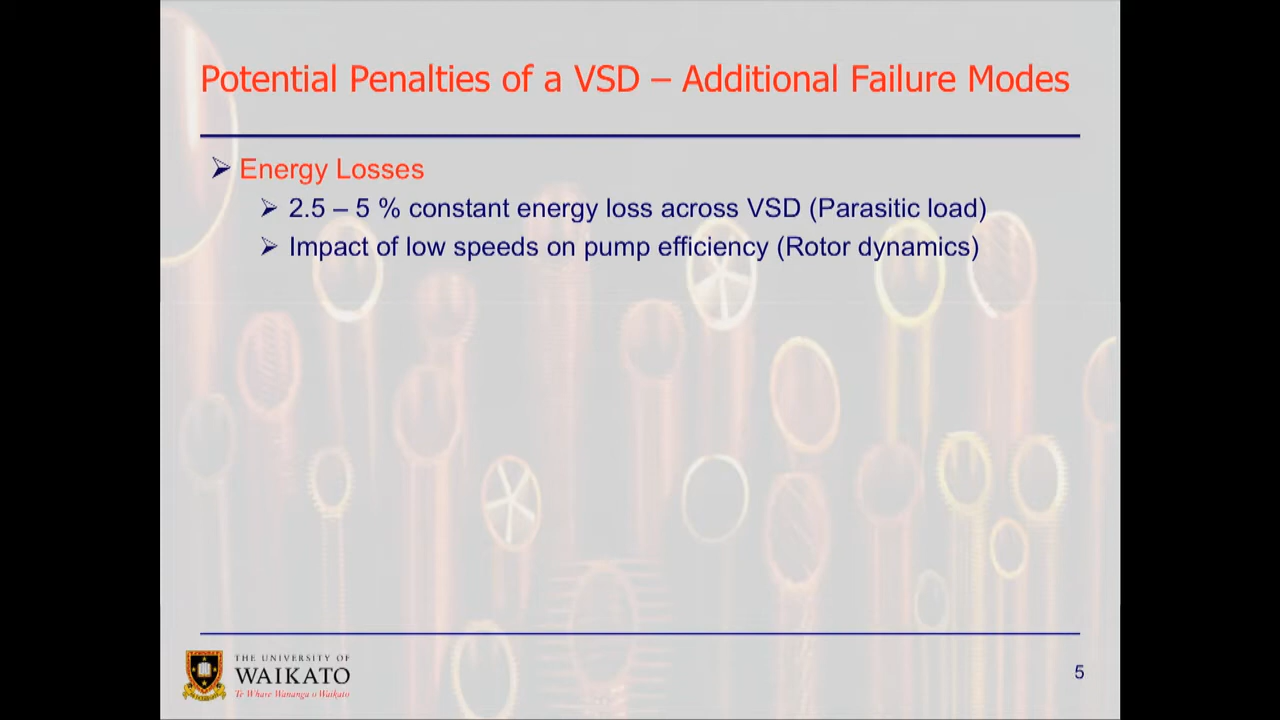 Potential Penalties of a VSD – Additional Failure Modes
Energy Losses
2.5 – 5 % constant energy loss across VSD (Parasitic load)
Impact of low speeds on pump efficiency (Rotor dynamics)
THE UNIVERSITY OF
WAIKATO
Te Whare Wananga o Waikato
5